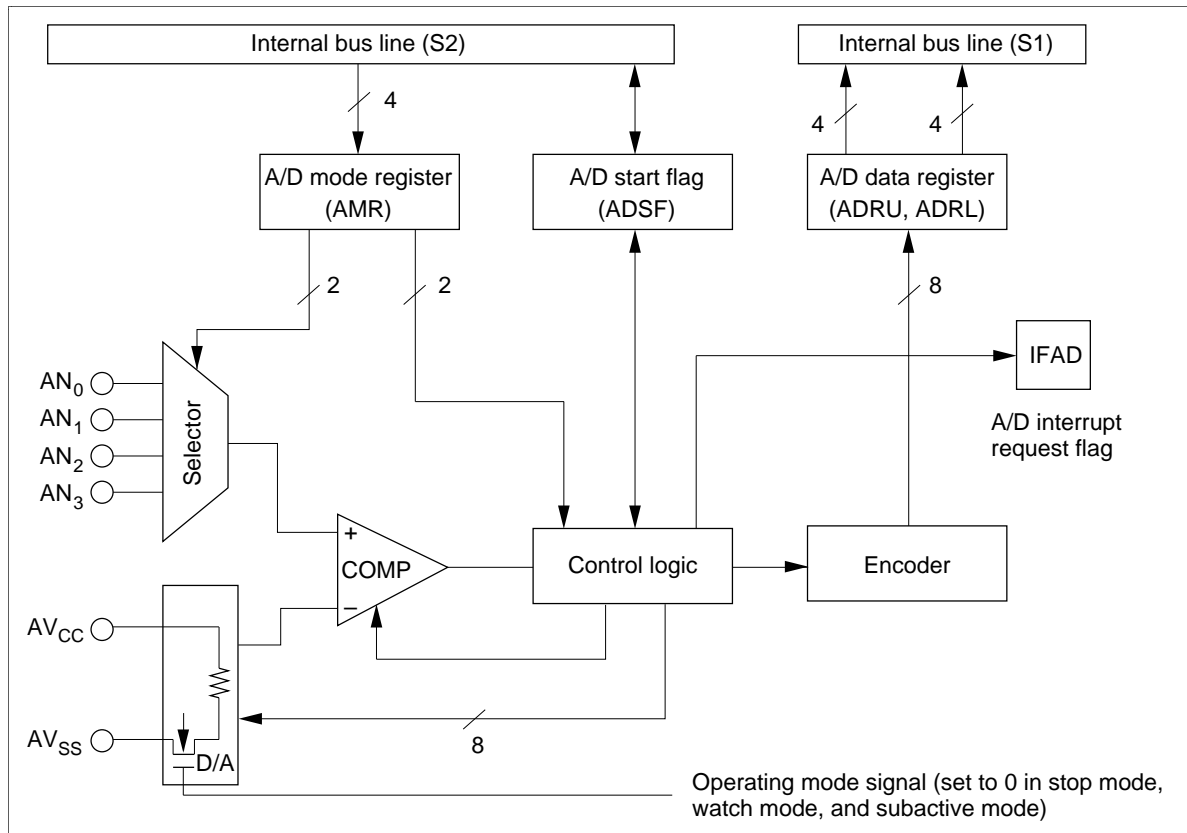 Internal bus line (S2)
Internal bus line (S1)
4
4
4
A/D mode register
(AMR)
A/D start flag
(ADSF)
A/D data register
(ADRU, ADRL)
2
2
8
IFAD
A/D interrupt
request flag
AN0
AN1
AN2
AN3
Selector
+
COMP
−
Control logic
Encoder
AVCC
AVSS
D/A
8
Operating mode signal (set to 0 in stop mode,
watch mode, and subactive mode)